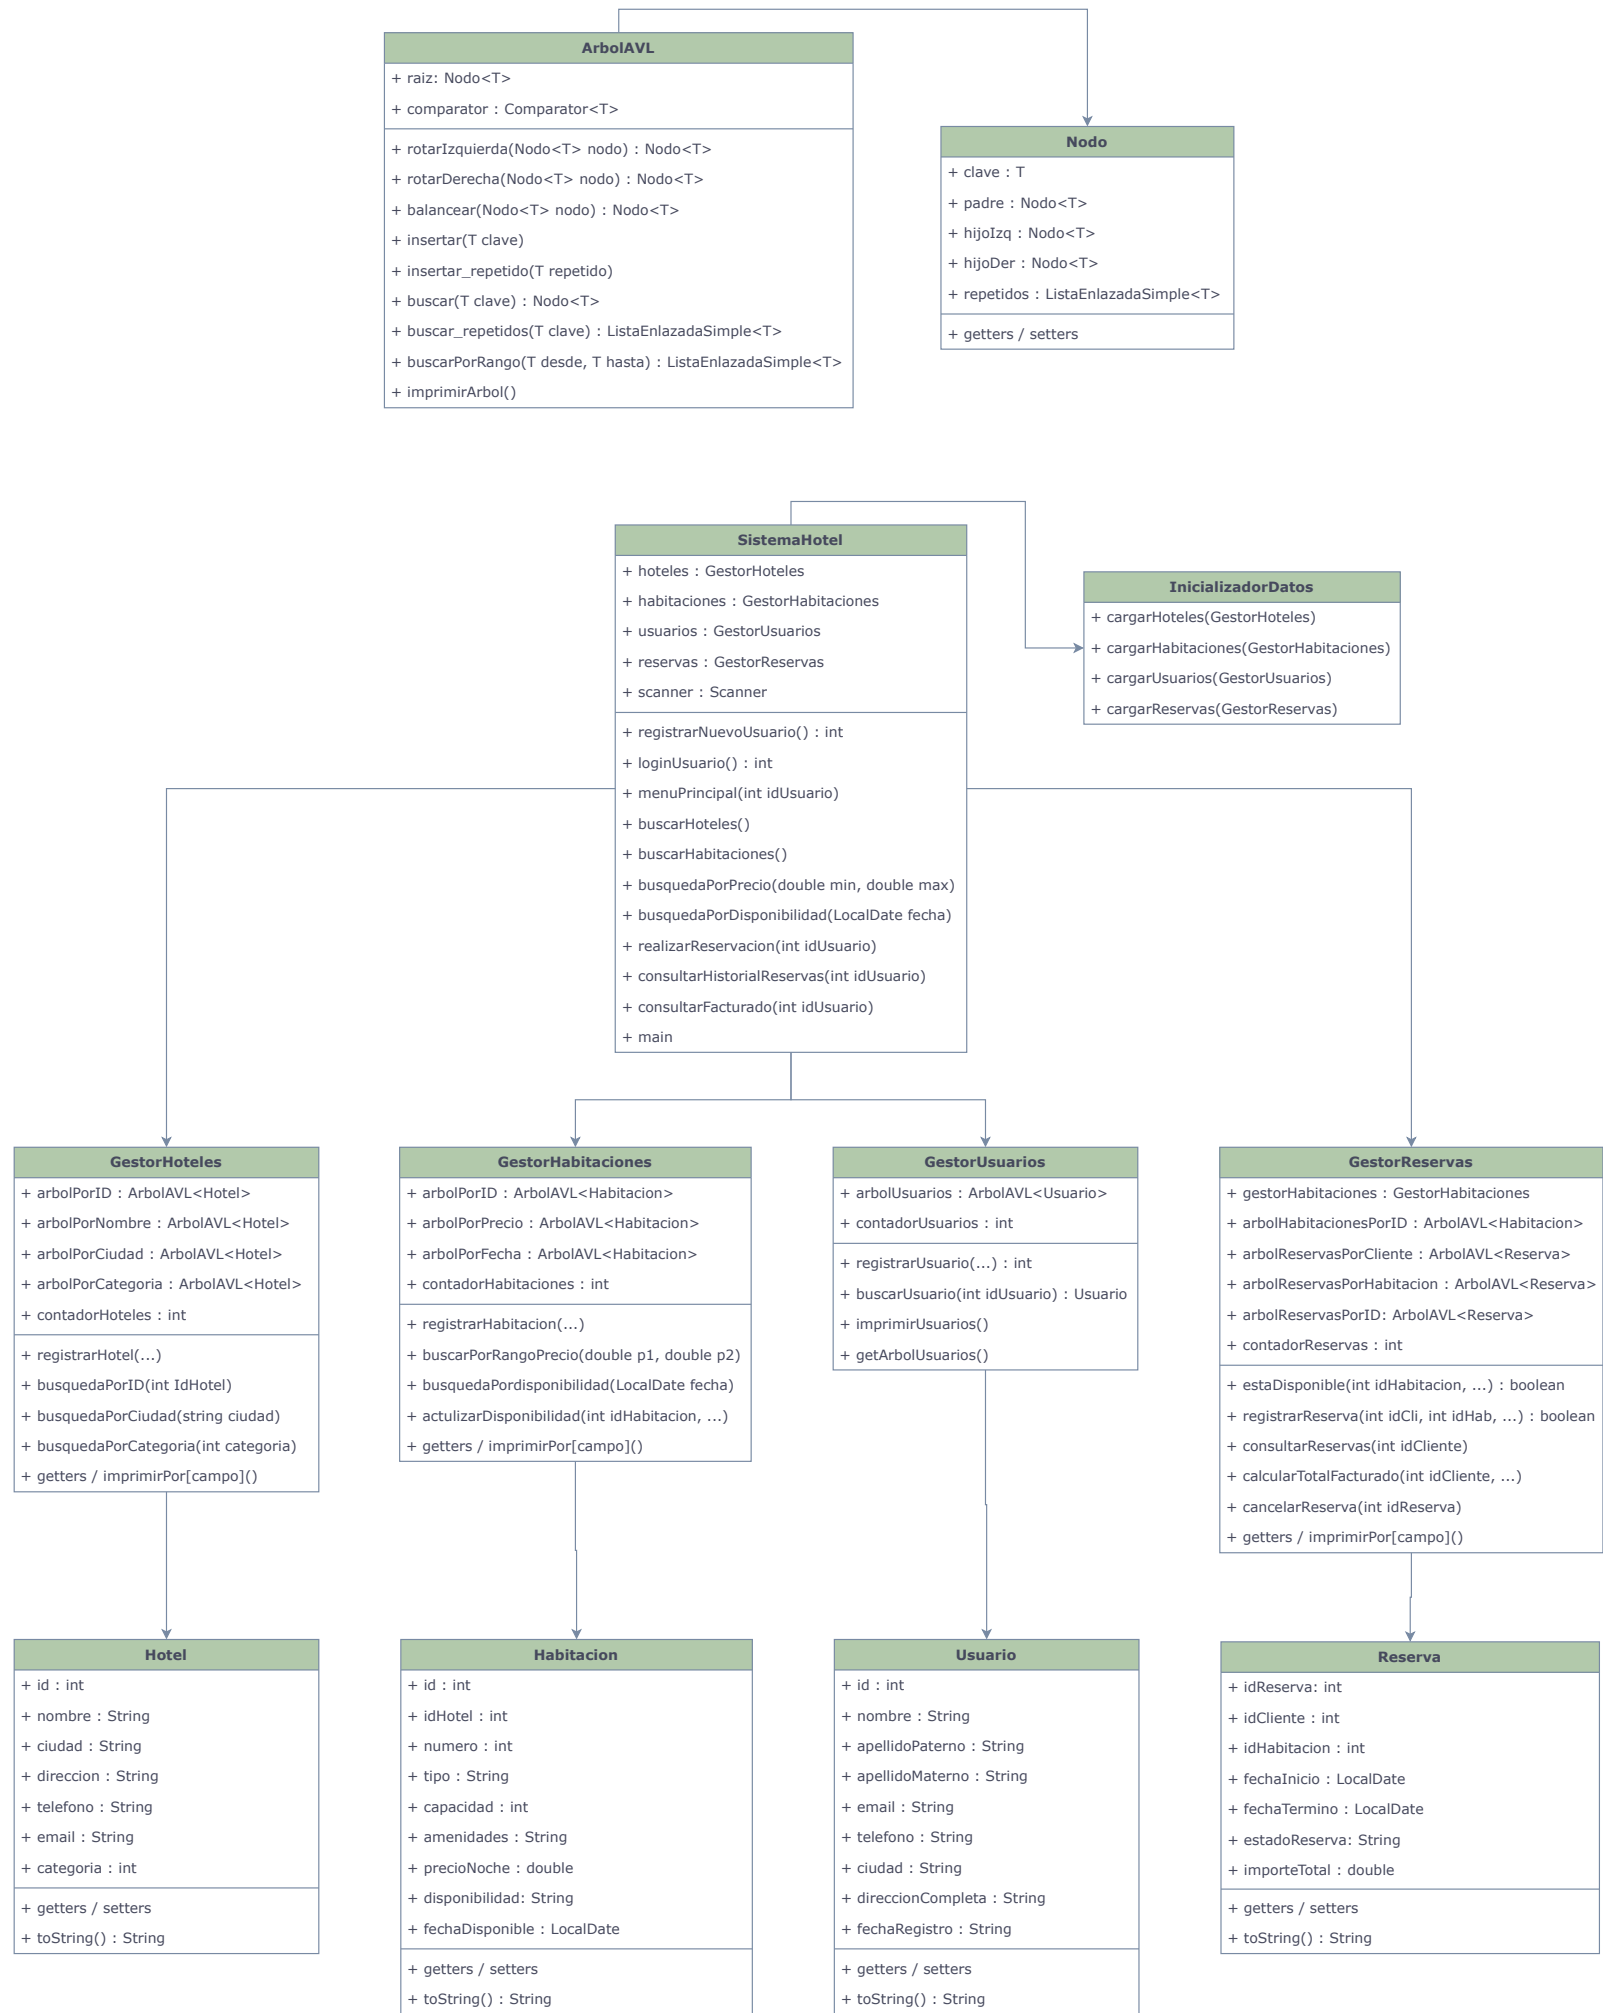 ArbolAVL
+ raiz: Nodo<T>
+ comparator : Comparator<T>
+ rotarIzquierda(Nodo<T> nodo) : Nodo<T>
+ rotarDerecha(Nodo<T> nodo) : Nodo<T>
+ balancear(Nodo<T> nodo) : Nodo<T>
+ insertar(T clave)
+ insertar_repetido(T repetido)
+ buscar(T clave) : Nodo<T>
+ buscar_repetidos(T clave) : ListaEnlazadaSimple<T>
+ buscarPorRango(T desde, T hasta) : ListaEnlazadaSimple<T>
+ imprimirArbol()
Nodo
+ clave : T
+ padre : Nodo<T>
+ hijoIzq : Nodo<T>
+ hijoDer : Nodo<T>
+ repetidos : ListaEnlazadaSimple<T>
+ getters / setters
SistemaHotel
+ hoteles : GestorHoteles
+ habitaciones : GestorHabitaciones
+ usuarios : GestorUsuarios
+ reservas : GestorReservas
+ scanner : Scanner
+ registrarNuevoUsuario() : int
+ loginUsuario() : int
+ menuPrincipal(int idUsuario)
+ buscarHoteles()
+ buscarHabitaciones()
+ busquedaPorPrecio(double min, double max)
+ busquedaPorDisponibilidad(LocalDate fecha)
+ realizarReservacion(int idUsuario)
+ consultarHistorialReservas(int idUsuario)
+ consultarFacturado(int idUsuario)
+ main
InicializadorDatos
+ cargarHoteles(GestorHoteles)
+ cargarHabitaciones(GestorHabitaciones)
+ cargarUsuarios(GestorUsuarios)
+ cargarReservas(GestorReservas)
GestorHoteles
+ arbolPorID : ArbolAVL<Hotel>
+ arbolPorNombre : ArbolAVL<Hotel>
+ arbolPorCiudad : ArbolAVL<Hotel>
+ arbolPorCategoria : ArbolAVL<Hotel>
+ contadorHoteles : int
+ registrarHotel(...)
+ busquedaPorID(int IdHotel)
+ busquedaPorCiudad(string ciudad)
+ busquedaPorCategoria(int categoria)
+ getters / imprimirPor[campo]()
GestorHabitaciones
+ arbolPorID : ArbolAVL<Habitacion>
+ arbolPorPrecio : ArbolAVL<Habitacion>
+ arbolPorFecha : ArbolAVL<Habitacion>
+ contadorHabitaciones : int
+ registrarHabitacion(...)
+ buscarPorRangoPrecio(double p1, double p2)
+ busquedaPordisponibilidad(LocalDate fecha)
+ actulizarDisponibilidad(int idHabitacion, ...)
+ getters / imprimirPor[campo]()
GestorUsuarios
+ arbolUsuarios : ArbolAVL<Usuario>
+ contadorUsuarios : int
+ registrarUsuario(...) : int
+ buscarUsuario(int idUsuario) : Usuario
+ imprimirUsuarios()
+ getArbolUsuarios()
GestorReservas
+ gestorHabitaciones : GestorHabitaciones
+ arbolHabitacionesPorID : ArbolAVL<Habitacion>
+ arbolReservasPorCliente : ArbolAVL<Reserva>
+ arbolReservasPorHabitacion : ArbolAVL<Reserva>
+ arbolReservasPorID: ArbolAVL<Reserva>
+ contadorReservas : int
+ estaDisponible(int idHabitacion, ...) : boolean
+ registrarReserva(int idCli, int idHab, ...) : boolean
+ consultarReservas(int idCliente)
+ calcularTotalFacturado(int idCliente, ...)
+ cancelarReserva(int idReserva)
+ getters / imprimirPor[campo]()
Hotel
+ id : int
+ nombre : String
+ ciudad : String
+ direccion : String
+ telefono : String
+ email : String
+ categoria : int
+ getters / setters
+ toString() : String
Habitacion
+ id : int
+ idHotel : int
+ numero : int
+ tipo : String
+ capacidad : int
+ amenidades : String
+ precioNoche : double
+ disponibilidad: String
+ fechaDisponible : LocalDate
+ getters / setters
+ toString() : String
Usuario
+ id : int
+ nombre : String
+ apellidoPaterno : String
+ apellidoMaterno : String
+ email : String
+ telefono : String
+ ciudad : String
+ direccionCompleta : String
+ fechaRegistro : String
+ getters / setters
+ toString() : String
Reserva
+ idReserva: int
+ idCliente : int
+ idHabitacion : int
+ fechaInicio : LocalDate
+ fechaTermino : LocalDate
+ estadoReserva: String
+ importeTotal : double
+ getters / setters
+ toString() : String